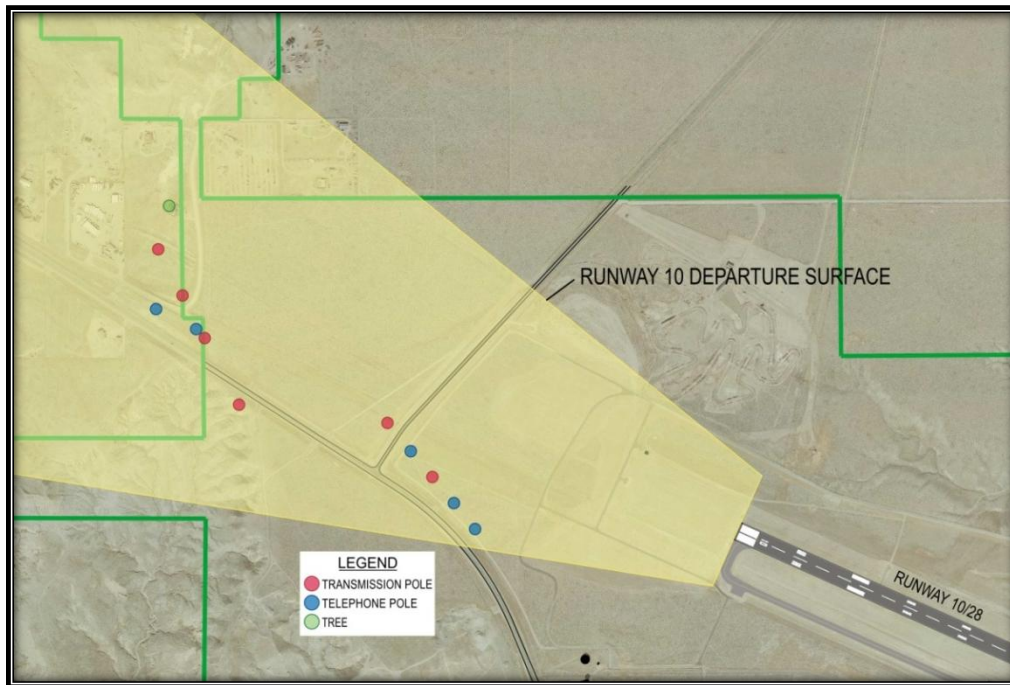 RUNWAY 10 DEPARTURE SURFACE
RUNWAY 10/28
LEGEND
TRANSMISSION POLE
TELEPHONE POLE
TREE